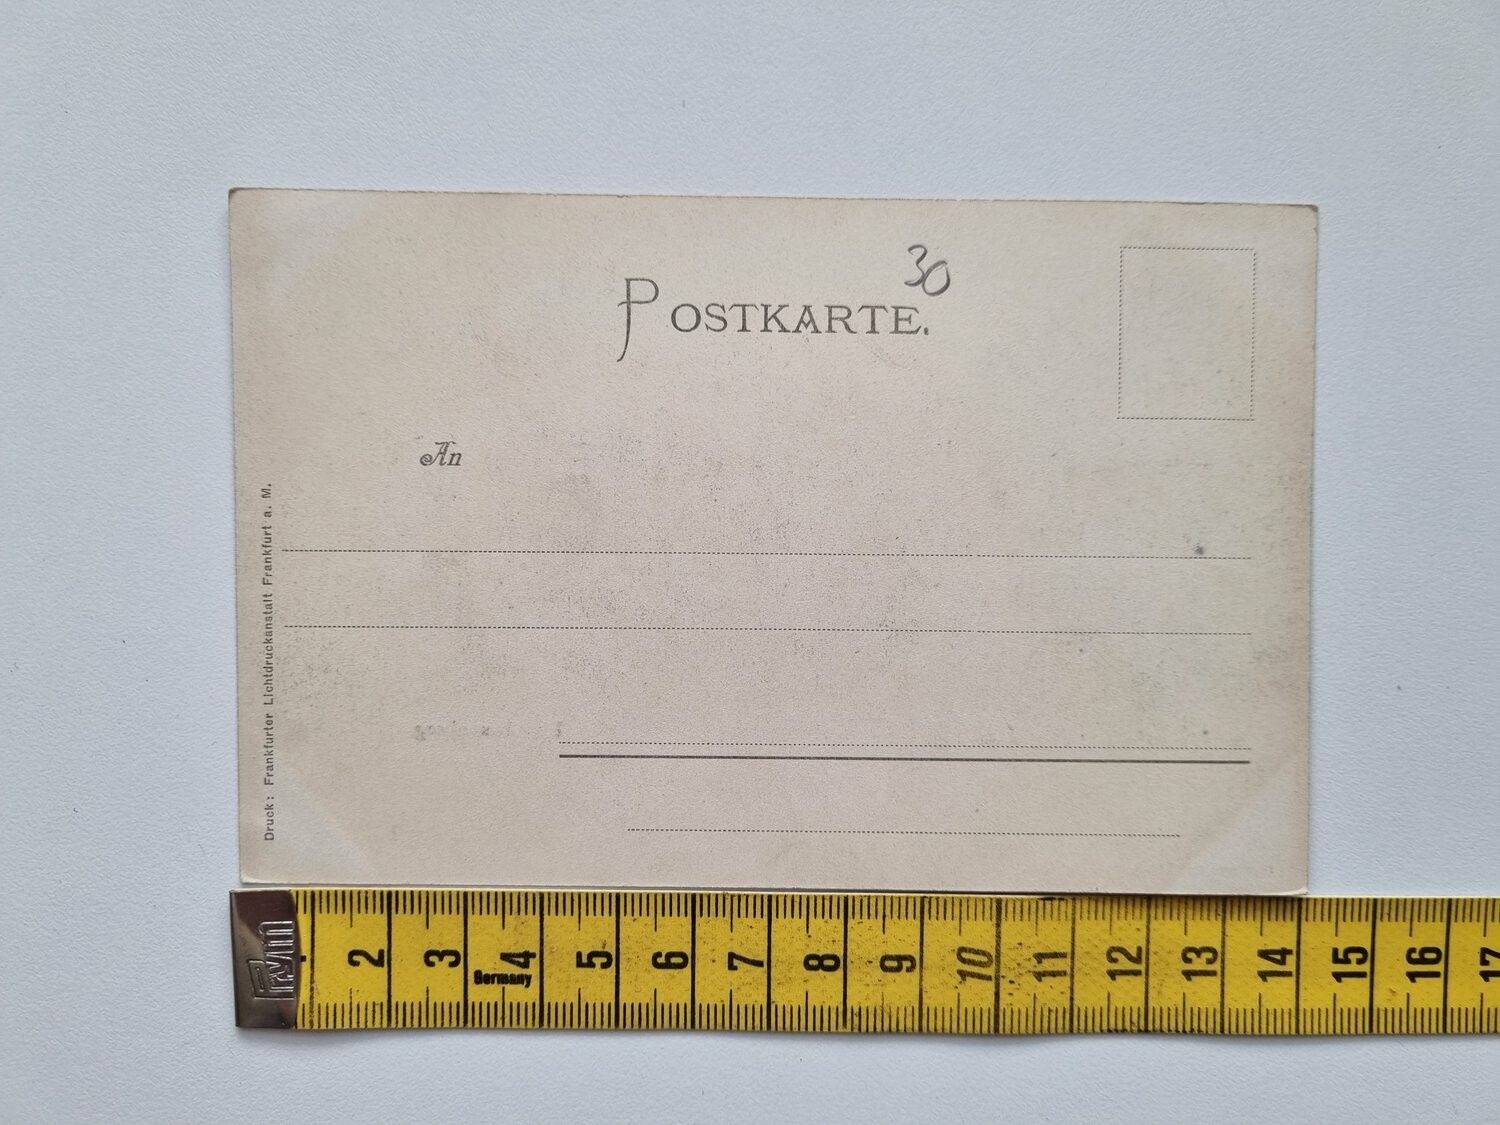 30
POSTKARTE.
An
Druck: Frankfurter Lichtdruckanstalt Frankfurt a. M.
Prym
2 3 4 5 6 7 8 9 10 11 12 13 14 15 16 17
Germany